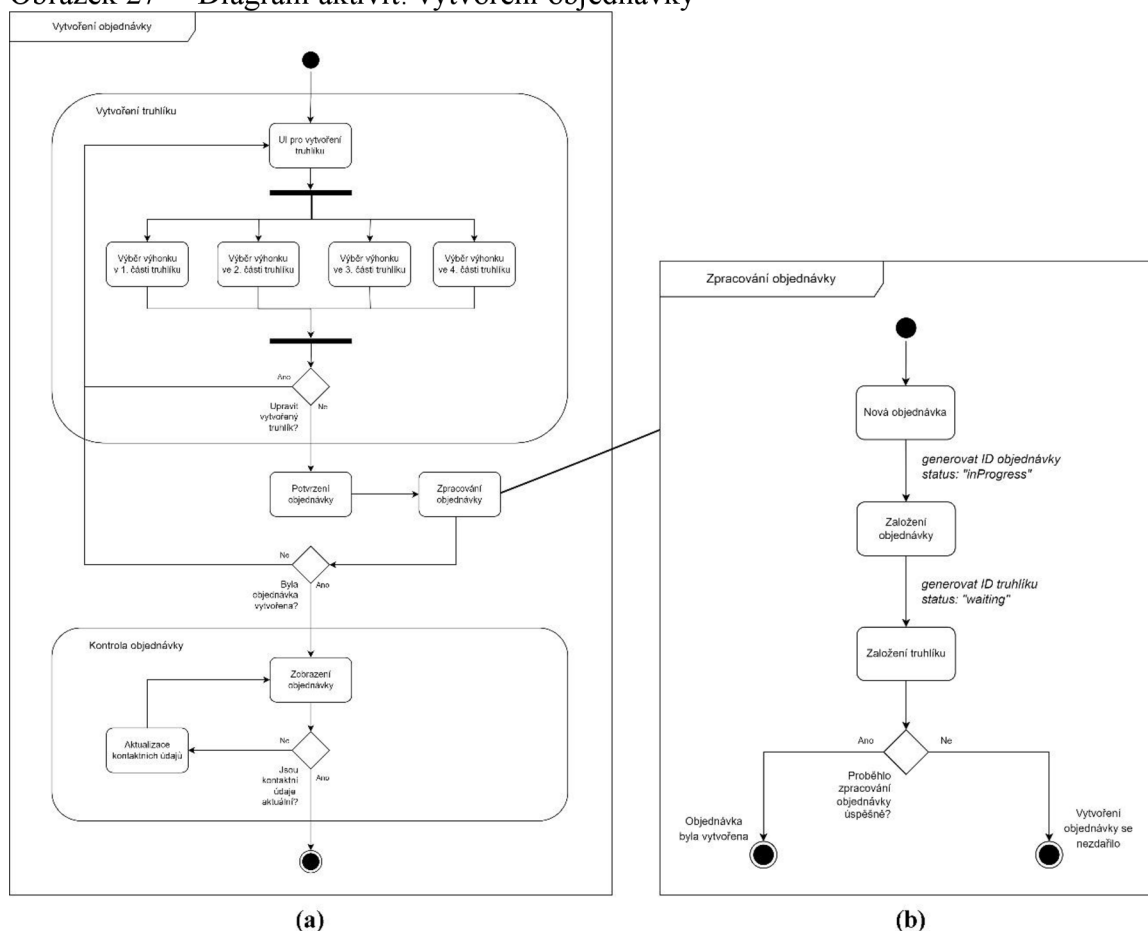 Obrázek 27 – Diagram aktivit: vytvoření objednávky
Vytvoření objednávky
Vytvoření truhlíku
UI pro vytvoření
truhlíku
Výběr výhonku
v 1. části truhlíku
Výběr výhonku
ve 2. části truhlíku
Výběr výhonku
ve 3. části truhlíku
Výběr výhonku
ve 4. části truhlíku
Ano
Ne
Upravit
vytvořený
truhlík?
Potvrzení
objednávky
Zpracování
objednávky
Ne
Ano
Byla
objednávka
vytvořena?
Kontrola objednávky
Zobrazení
objednávky
Aktualizace
kontaktních údajů
Ne
Ano
Jsou
kontaktní
údaje
aktuální?
(a)
Zpracování objednávky
Nová objednávka
generovat ID objednávky
status: "inProgress"
Založení
objednávky
generovat ID truhlíku
status: "waiting"
Založení truhlíku
Ano
Ne
Proběhlo
zpracování
objednávky
úspěšně?
Objednávka
byla vytvořena
Vytvoření
objednávky se
nezdařilo
(b)